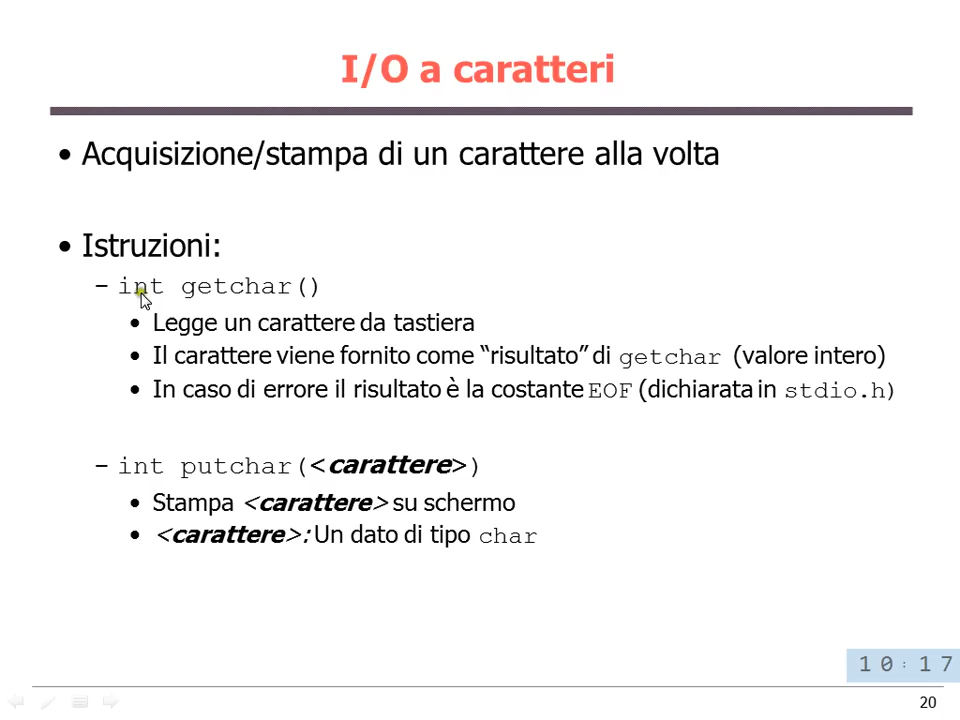 I/O a caratteri
• Acquisizione/stampa di un carattere alla volta
• Istruzioni:
– int getchar()
• Legge un carattere da tastiera
• Il carattere viene fornito come “risultato” di getchar (valore intero)
• In caso di errore il risultato è la costante EOF (dichiarata in stdio.h)
– int putchar(<carattere>)
• Stampa <carattere> su schermo
• <carattere>: Un dato di tipo char
10:17
20